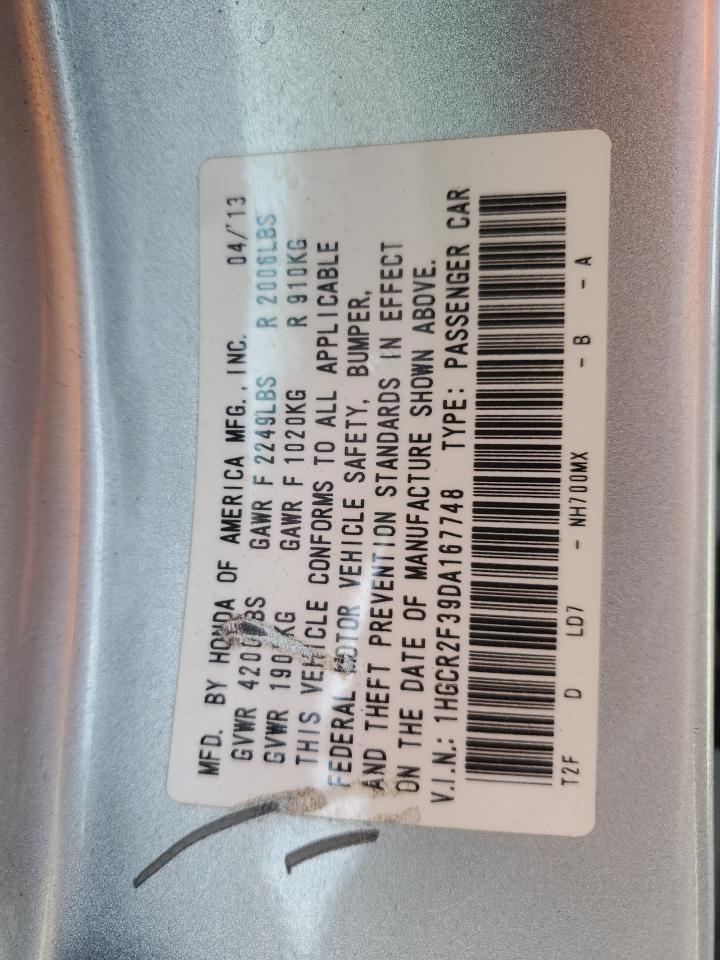 MFD. BY HONDA OF AMERICA MFG., INC. 04/13
GVWR 4200LBS GAWR F 2249LBS R 2006LBS
GVWR 190 KG GAWR F 1020KG R 910KG
THIS VEHICLE CONFORMS TO ALL APPLICABLE
FEDERAL MOTOR VEHICLE SAFETY, BUMPER,
AND THEFT PREVENTION STANDARDS IN EFFECT
ON THE DATE OF MANUFACTURE SHOWN ABOVE.
V.I.N.: 1HGCR2F39DA167748 TYPE: PASSENGER CAR
T2F D LD7 - NH700MX - B - A